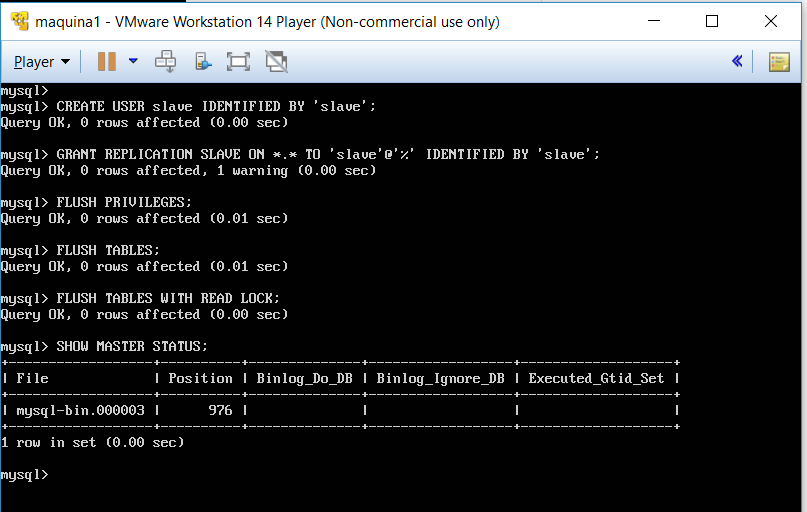 maquina1 - VMware Workstation 14 Player (Non-commercial use only)
Player
mysql>
mysql> CREATE USER slave IDENTIFIED BY 'slave';
Query OK, 0 rows affected (0.00 sec)
mysql> GRANT REPLICATION SLAVE ON *.* TO 'slave'@'%' IDENTIFIED BY 'slave';
Query OK, 0 rows affected, 1 warning (0.00 sec)
mysql> FLUSH PRIVILEGES;
Query OK, 0 rows affected (0.01 sec)
mysql> FLUSH TABLES;
Query OK, 0 rows affected (0.01 sec)
mysql> FLUSH TABLES WITH READ LOCK;
Query OK, 0 rows affected (0.00 sec)
mysql> SHOW MASTER STATUS;
+------------------+----------+--------------+------------------+-------------------+
| File             | Position | Binlog_Do_DB | Binlog_Ignore_DB | Executed_Gtid_Set |
+------------------+----------+--------------+------------------+-------------------+
| mysql-bin.000003 |      976 |              |                  |                   |
+------------------+----------+--------------+------------------+-------------------+
1 row in set (0.00 sec)
mysql>